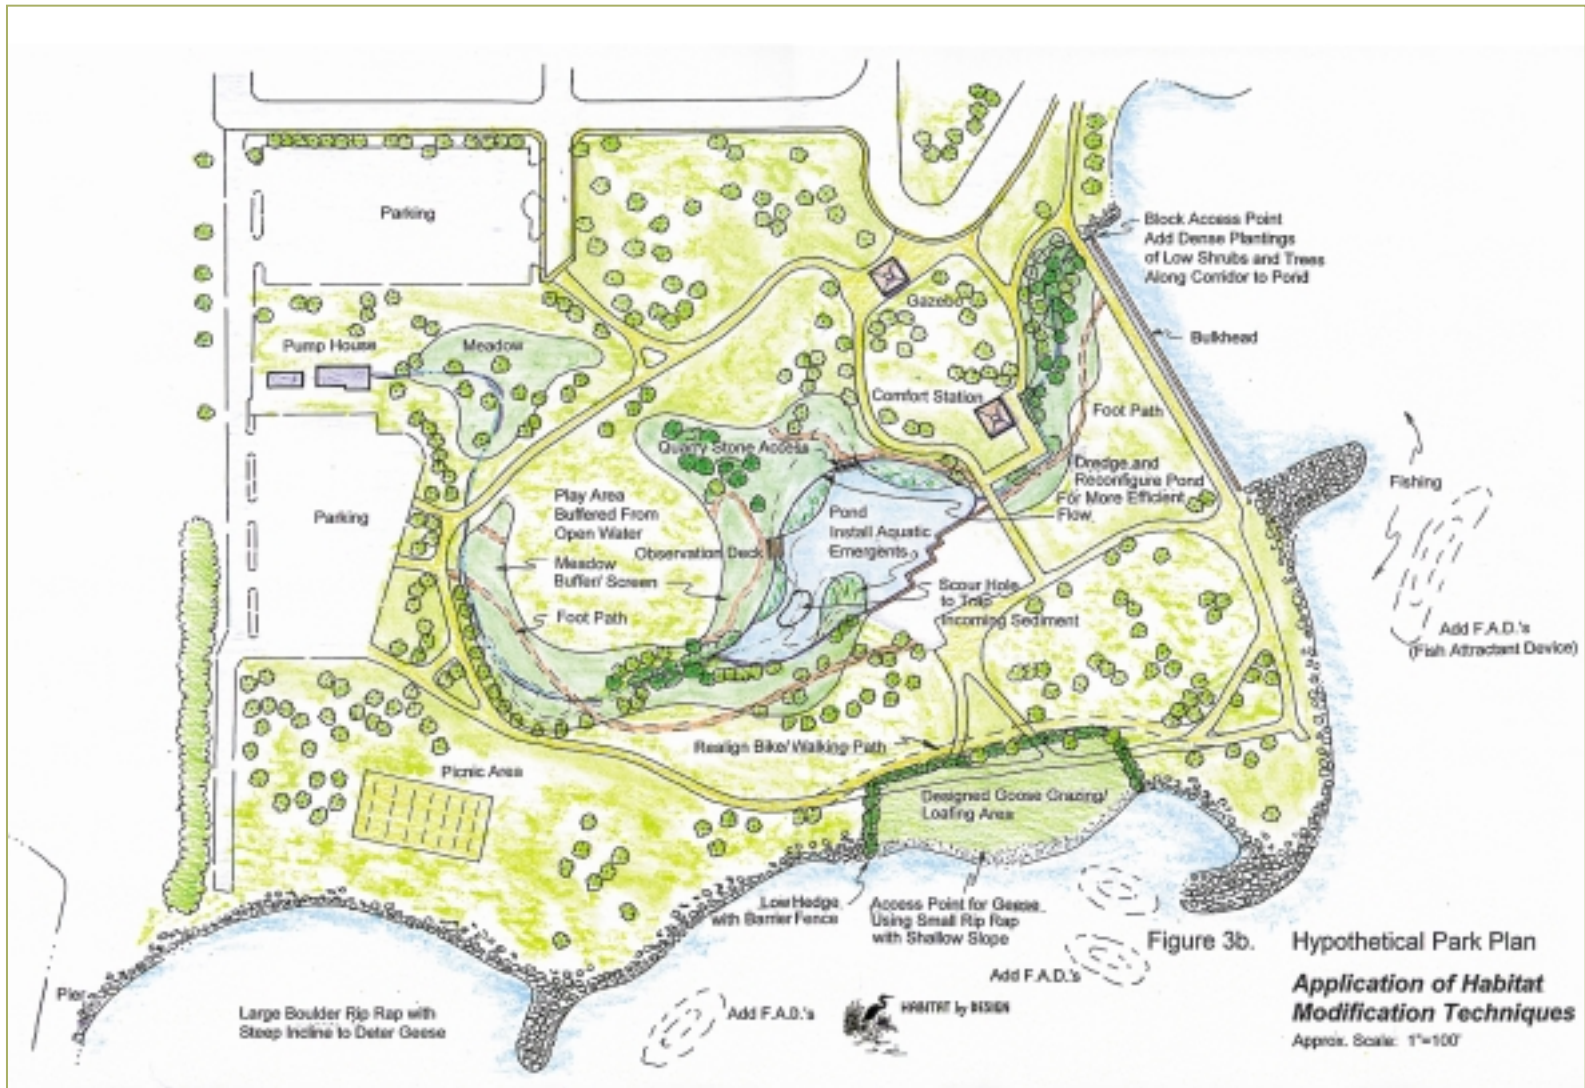 Parking
Block Access Point
Add Dense Plantings
of Low Shrubs and Trees
Along Corridor to Pond
Gazebo
Pump House
Meadow
Bulkhead
Comfort Station
Foot Path
Quarry Stone Access
Dredge and
Reconfigure Pond
For More Efficient
Flow
Fishing
Parking
Play Area
Buffered From
Open Water
Pond
Install Aquatic
Emergents
Observation Deck
Meadow
Buffer/ Screen
Scour Hole
to Trap
Incoming Sediment
Foot Path
Add F.A.D.'s
(Fish Attractant Device)
Realign Bike/ Walking Path
Picnic Area
Designed Goose Grazing/
Loafing Area
Low Hedge
with Barrier Fence
Access Point for Geese
Using Small Rip Rap
with Shallow Slope
Add F.A.D.'s
Pier
Large Boulder Rip Rap with
Steep Incline to Deter Geese
Add F.A.D.'s
HABITAT by DESIGN
Figure 3b. Hypothetical Park Plan
Application of Habitat
Modification Techniques
Approx. Scale: 1"=100'